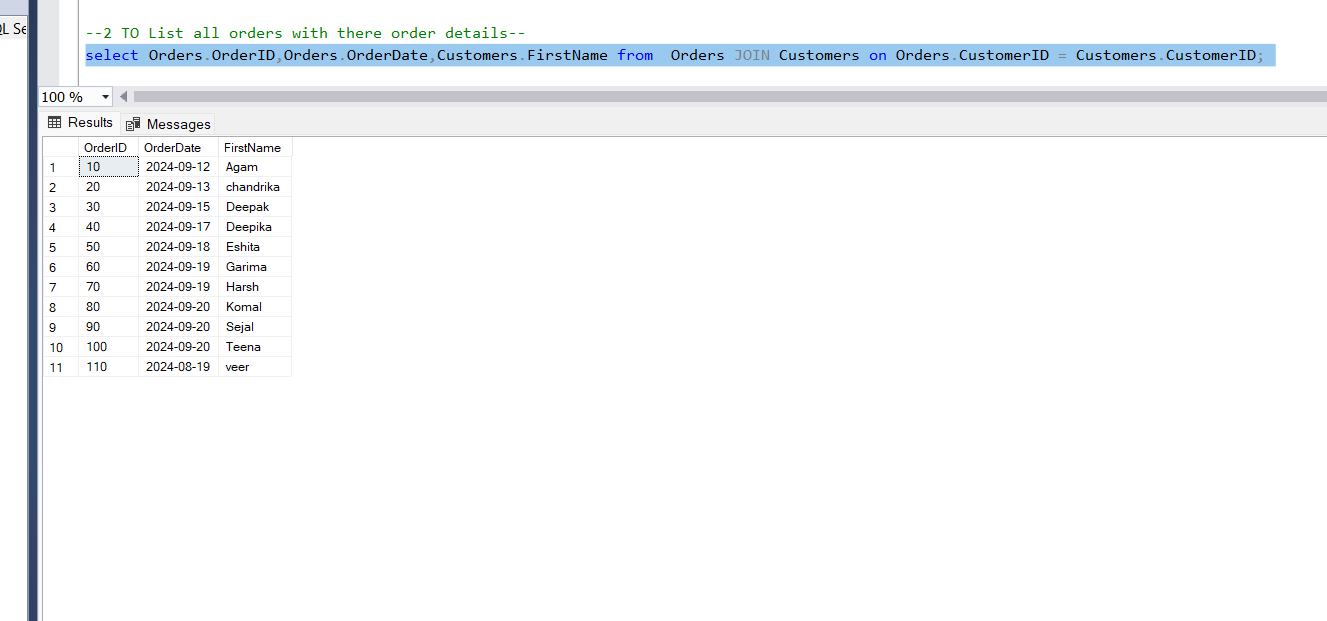 QL Se
--2 TO List all orders with there order details--
select Orders.OrderID,Orders.OrderDate,Customers.FirstName from  Orders JOIN Customers on Orders.CustomerID = Customers.CustomerID;
100 %
Results Messages
OrderID OrderDate FirstName
1 10 2024-09-12 Agam
2 20 2024-09-13 chandrika
3 30 2024-09-15 Deepak
4 40 2024-09-17 Deepika
5 50 2024-09-18 Eshita
6 60 2024-09-19 Garima
7 70 2024-09-19 Harsh
8 80 2024-09-20 Komal
9 90 2024-09-20 Sejal
10 100 2024-09-20 Teena
11 110 2024-08-19 veer